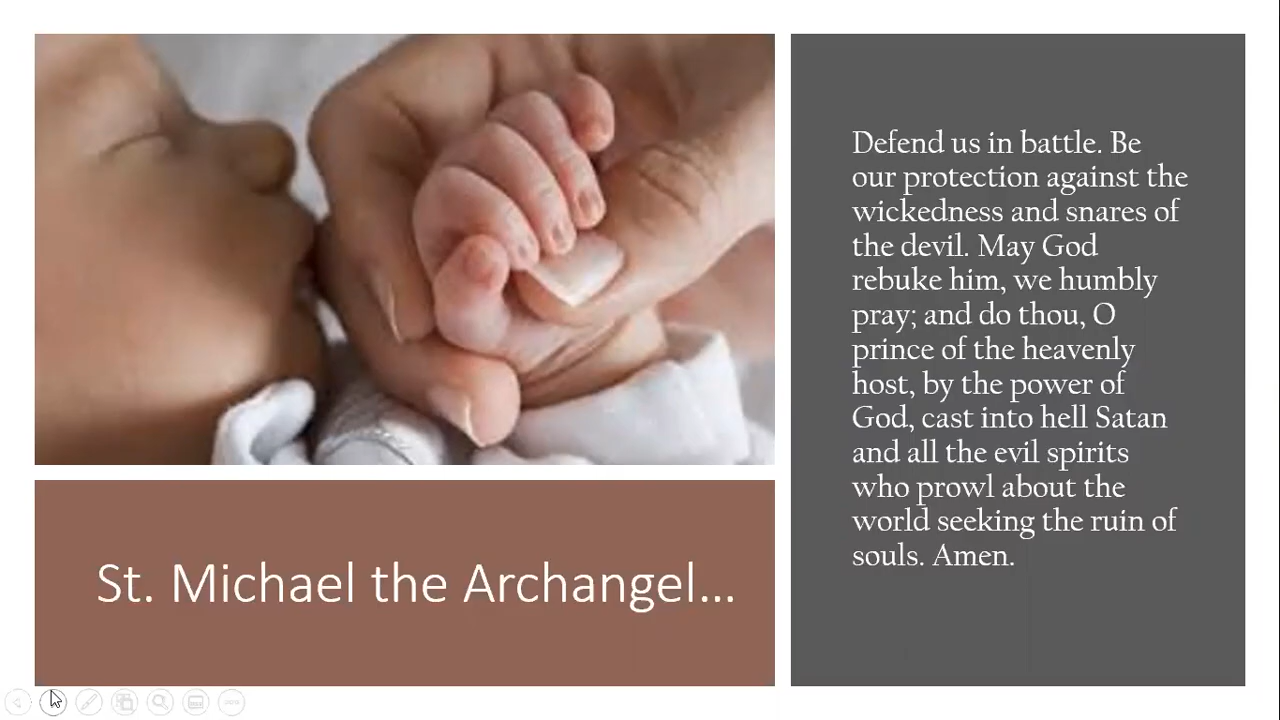 St. Michael the Archangel...
Defend us in battle. Be
our protection against the
wickedness and snares of
the devil. May God
rebuke him, we humbly
pray; and do thou, O
prince of the heavenly
host, by the power of
God, cast into hell Satan
and all the evil spirits
who prowl about the
world seeking the ruin of
souls. Amen.